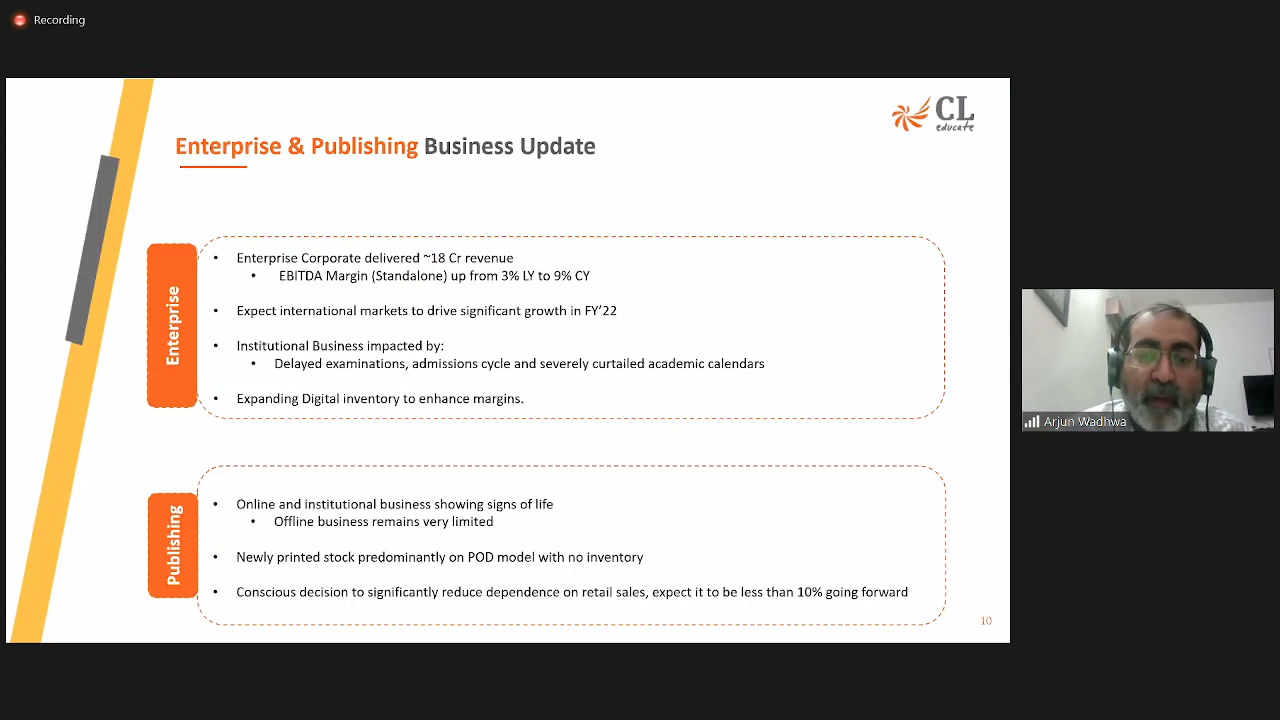 Recording
CL
educate
Enterprise & Publishing Business Update
Enterprise
• Enterprise Corporate delivered ~18 Cr revenue
• EBITDA Margin (Standalone) up from 3% LY to 9% CY
• Expect international markets to drive significant growth in FY'22
• Institutional Business impacted by:
• Delayed examinations, admissions cycle and severely curtailed academic calendars
• Expanding Digital inventory to enhance margins.
Publishing
• Online and institutional business showing signs of life
• Offline business remains very limited
• Newly printed stock predominantly on POD model with no inventory
• Conscious decision to significantly reduce dependence on retail sales, expect it to be less than 10% going forward
10
Arjun Wadhwa